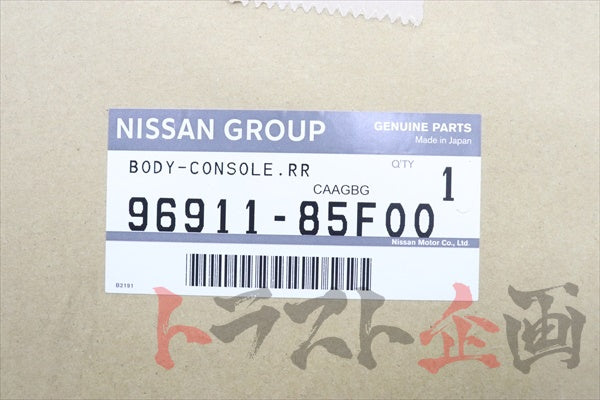 NISSAN GROUP
GENUINE PARTS
Made in Japan
BODY-CONSOLE.RR
Q'TY 1
CAAGBG
96911-85F00
Nissan Motor Co., Ltd.
B2191
トラスト企画